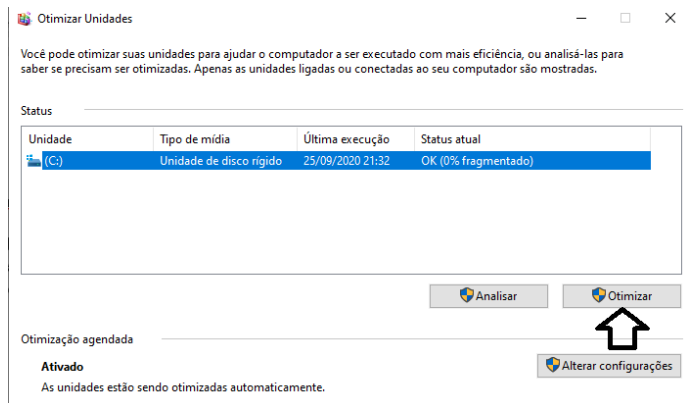 Otimizar Unidades
Você pode otimizar suas unidades para ajudar o computador a ser executado com mais eficiência, ou analisá-las para
saber se precisam ser otimizadas. Apenas as unidades ligadas ou conectadas ao seu computador são mostradas.
Status
Unidade Tipo de mídia Última execução Status atual
(C:) Unidade de disco rígido 25/09/2020 21:32 OK (0% fragmentado)
Analisar Otimizar
Otimização agendada
Ativado Alterar configurações
As unidades estão sendo otimizadas automaticamente.